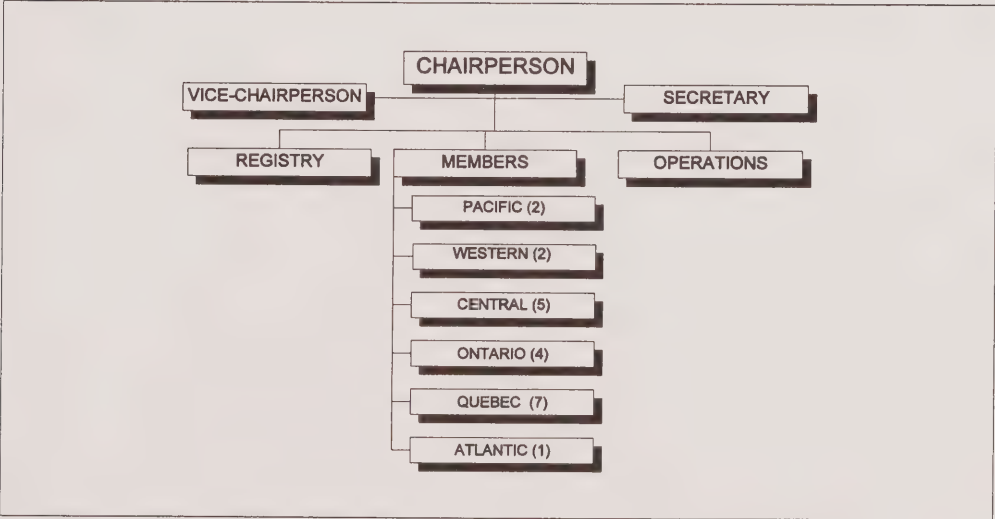 CHAIRPERSON
VICE-CHAIRPERSON
SECRETARY
REGISTRY
MEMBERS
OPERATIONS
PACIFIC (2)
WESTERN (2)
CENTRAL (5)
ONTARIO (4)
QUEBEC (7)
ATLANTIC (1)